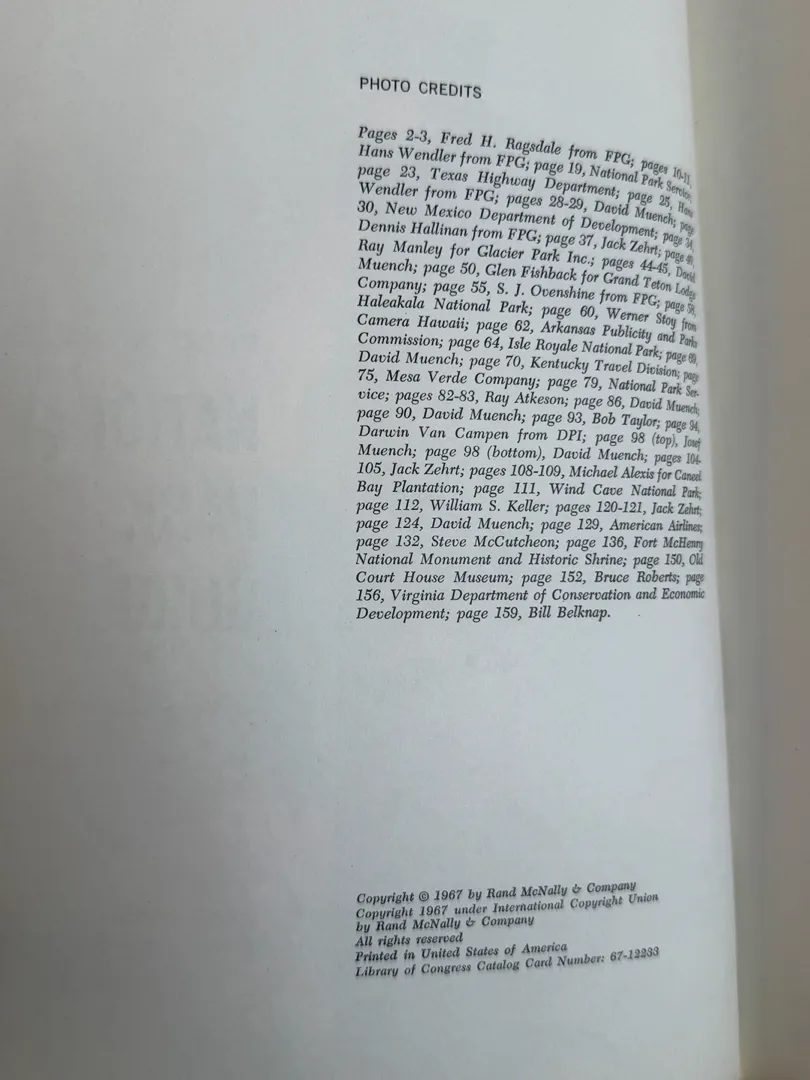 PHOTO CREDITS
Pages 2-3, Fred H. Ragsdale from FPG; pages 10-11,
Hans Wendler from FPG; page 19, National Park Service;
page 23, Texas Highway Department; page 25, Hans
Wendler from FPG; pages 28-29, David Muench; page
30, New Mexico Department of Development; page 34,
Dennis Hallinan from FPG; page 37, Jack Zehrt; page 40,
Ray Manley for Glacier Park Inc.; pages 44-45, David
Muench; page 50, Glen Fishback for Grand Teton Lodge
Company; page 55, S. J. Ovenshine from FPG; page 58,
Haleakala National Park; page 60, Werner Stoy from
Camera Hawaii; page 62, Arkansas Publicity and Parks
Commission; page 64, Isle Royale National Park; page 69,
David Muench; page 70, Kentucky Travel Division; page
75, Mesa Verde Company; page 79, National Park Ser-
vice; pages 82-83, Ray Atkeson; page 86, David Muench;
page 90, David Muench; page 93, Bob Taylor; page 94,
Darwin Van Campen from DPI; page 98 (top), Josef
Muench; page 98 (bottom), David Muench; pages 104-
105, Jack Zehrt; pages 108-109, Michael Alexis for Caneel
Bay Plantation; page 111, Wind Cave National Park;
page 112, William S. Keller; pages 120-121, Jack Zehrt;
page 124, David Muench; page 129, American Airlines;
page 132, Steve McCutcheon; page 136, Fort McHenry
National Monument and Historic Shrine; page 150, Old
Court House Museum; page 152, Bruce Roberts; page
156, Virginia Department of Conservation and Economic
Development; page 159, Bill Belknap.
Copyright © 1967 by Rand McNally & Company
Copyright 1967 under International Copyright Union
by Rand McNally & Company
All rights reserved
Printed in United States of America
Library of Congress Catalog Card Number: 67-12233